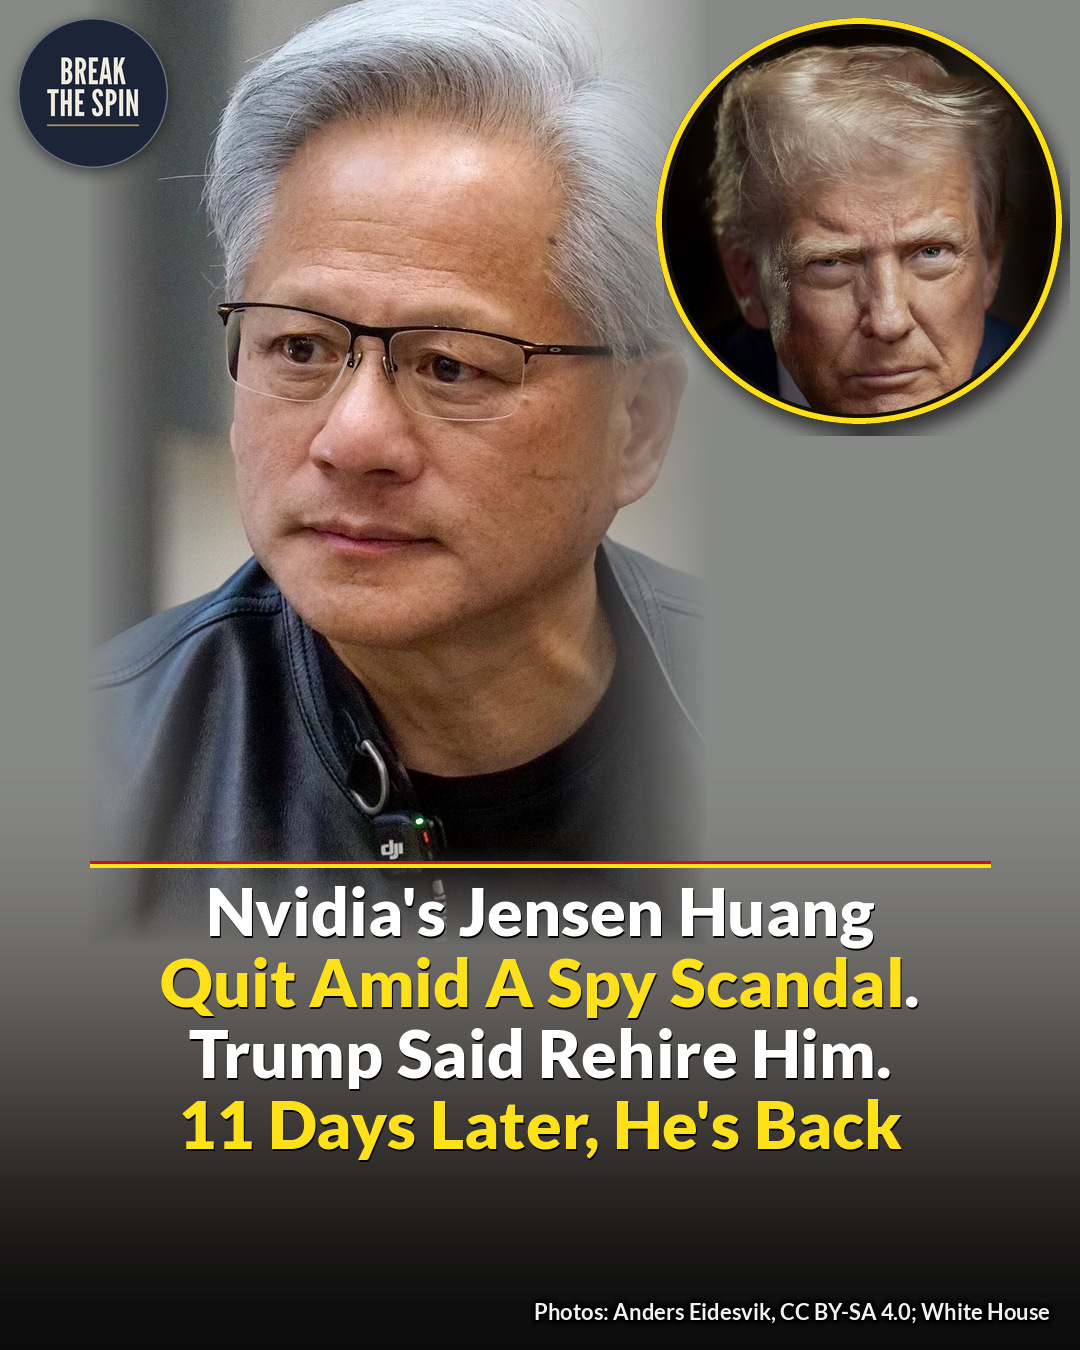 BREAK
THE SPIN
dji
Nvidia's Jensen Huang
Quit Amid A Spy Scandal.
Trump Said Rehire Him.
11 Days Later, He's Back
Photos: Anders Eidesvik, CC BY-SA 4.0; White House